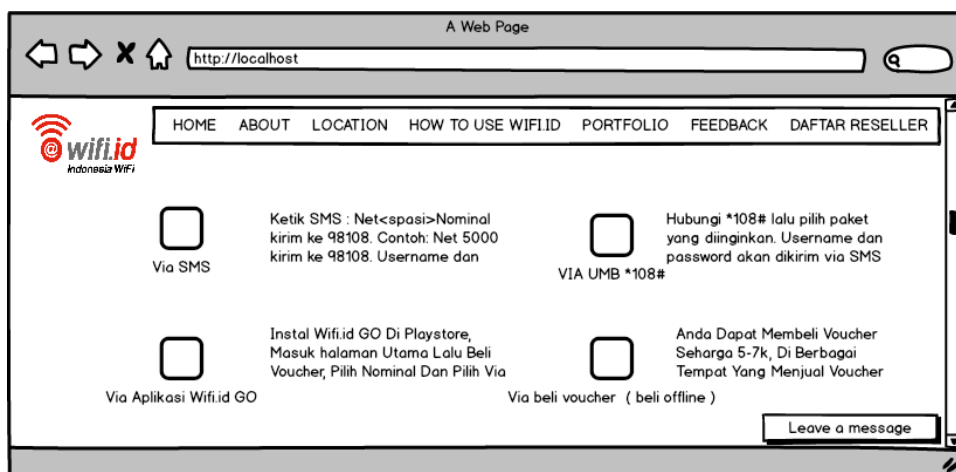 A Web Page
http://localhost
@ wifi.id
Indonesia WiFi
HOME ABOUT LOCATION HOW TO USE WIFI.ID PORTFOLIO FEEDBACK DAFTAR RESELLER
Via SMS
Ketik SMS : Net<spasi>Nominal
kirim ke 98108. Contoh: Net 5000
kirim ke 98108. Username dan
VIA UMB *108#
Hubungi *108# lalu pilih paket
yang diinginkan. Username dan
password akan dikirim via SMS
Via Aplikasi Wifi.id GO
Instal Wifi.id GO Di Playstore,
Masuk halaman Utama Lalu Beli
Voucher, Pilih Nominal Dan Pilih Via
Via beli voucher ( beli offline )
Anda Dapat Membeli Voucher
Seharga 5-7k, Di Berbagai
Tempat Yang Menjual Voucher
Leave a message